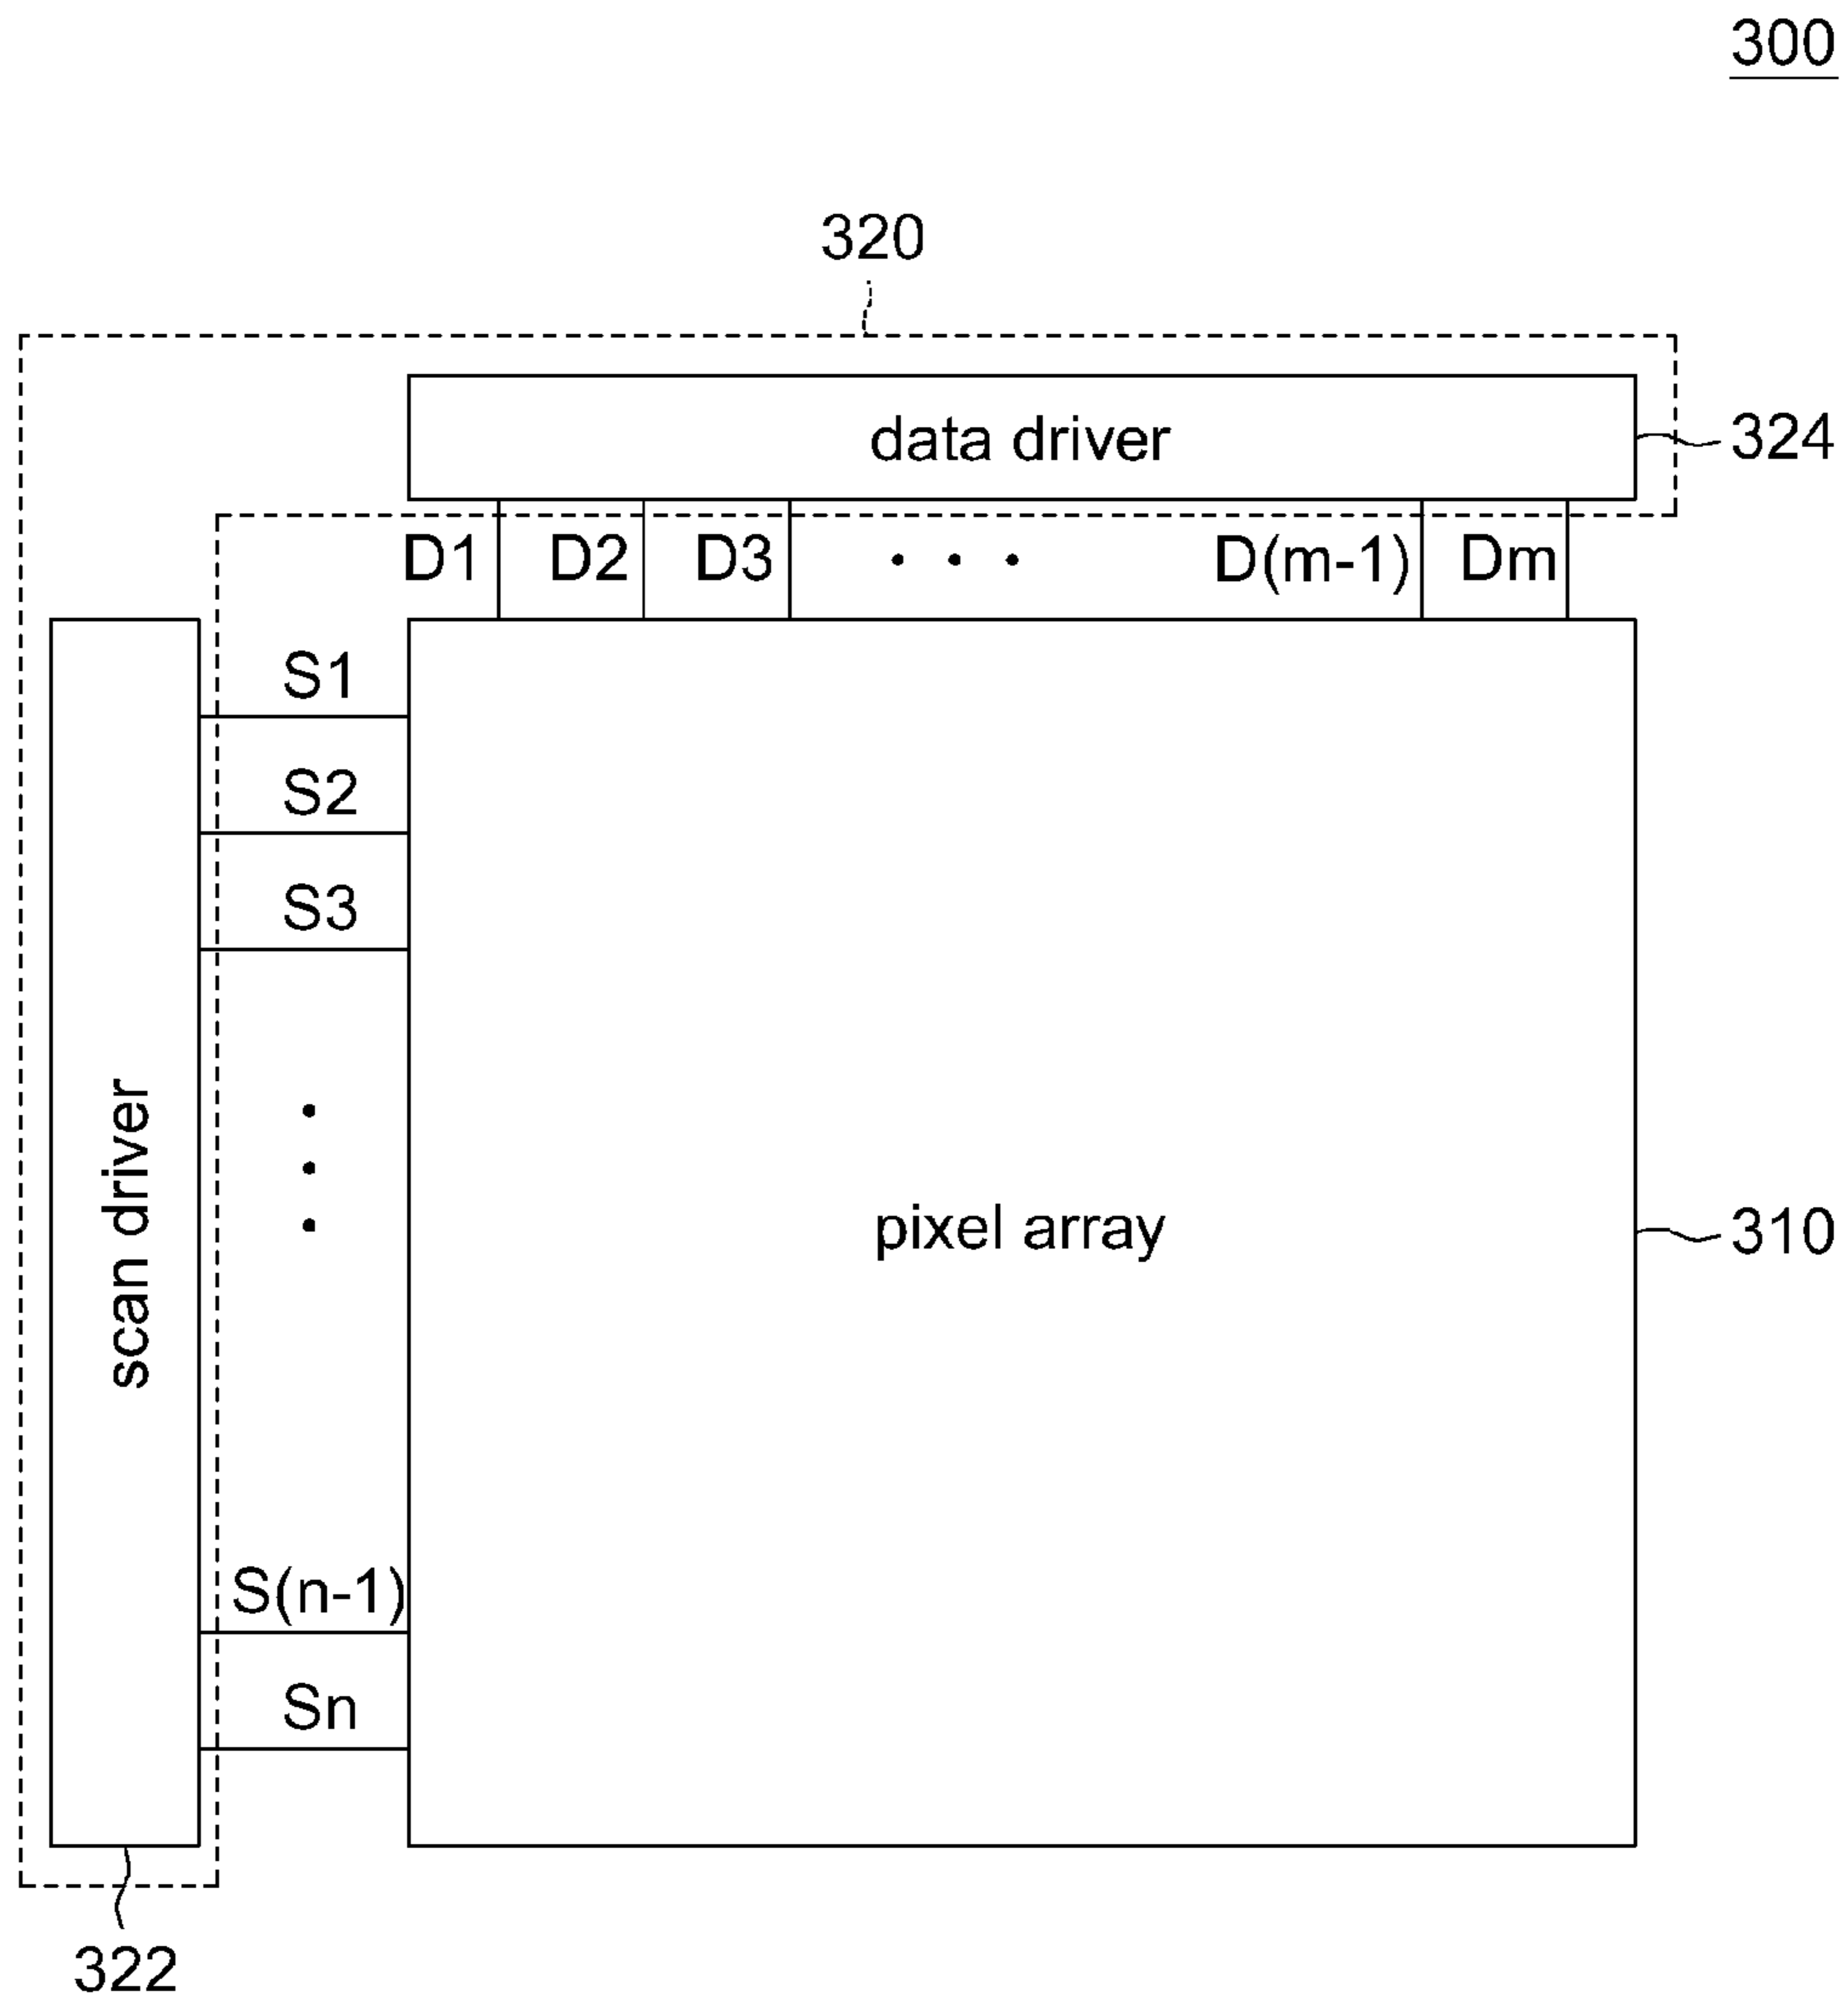 300
320
data driver
324
D1 D2 D3 • • • D(m-1) Dm
S1
S2
S3
scan driver
pixel array
310
S(n-1)
Sn
322